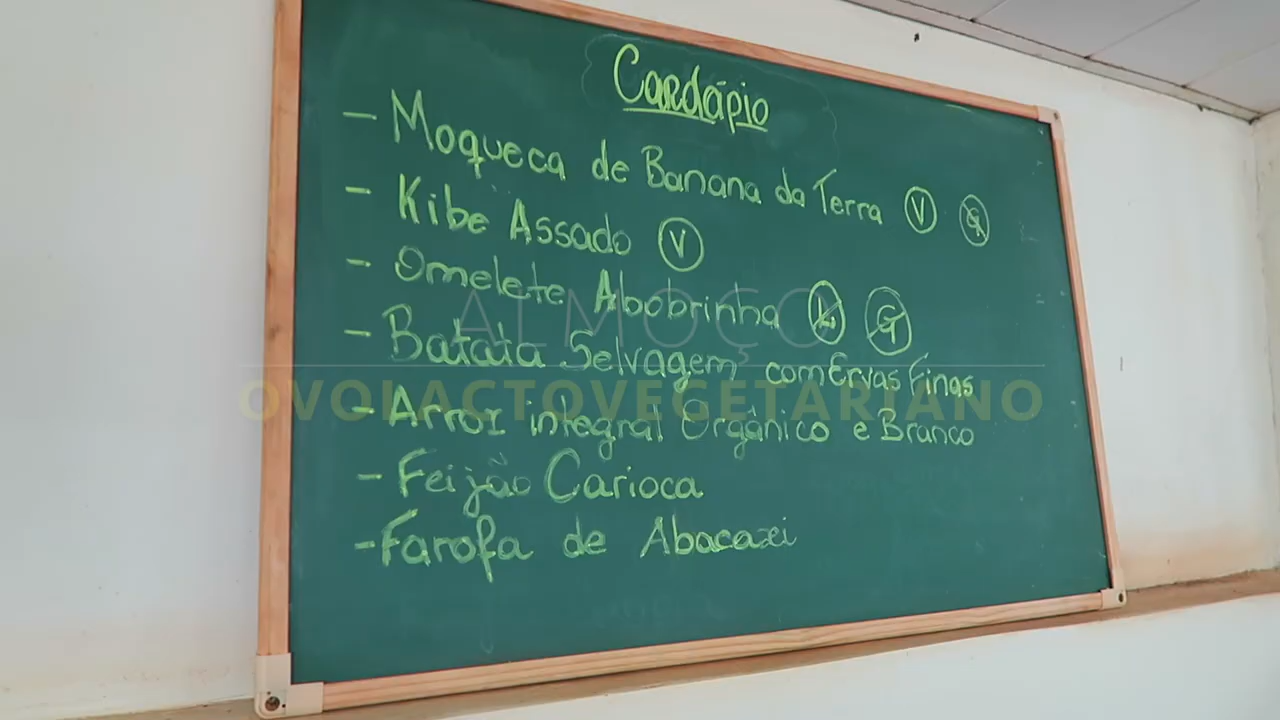 Cardápio
- Moqueca de Banana da Terra V G
- Kibe Assado V
- Omelete Abobrinha L G
- Batata Selvagem com Ervas Finas
- Arroz integral Orgânico e Branco
- Feijão Carioca
- Farofa de Abacaxi
ALMOÇO
OVOLACTOVEGETARIANO